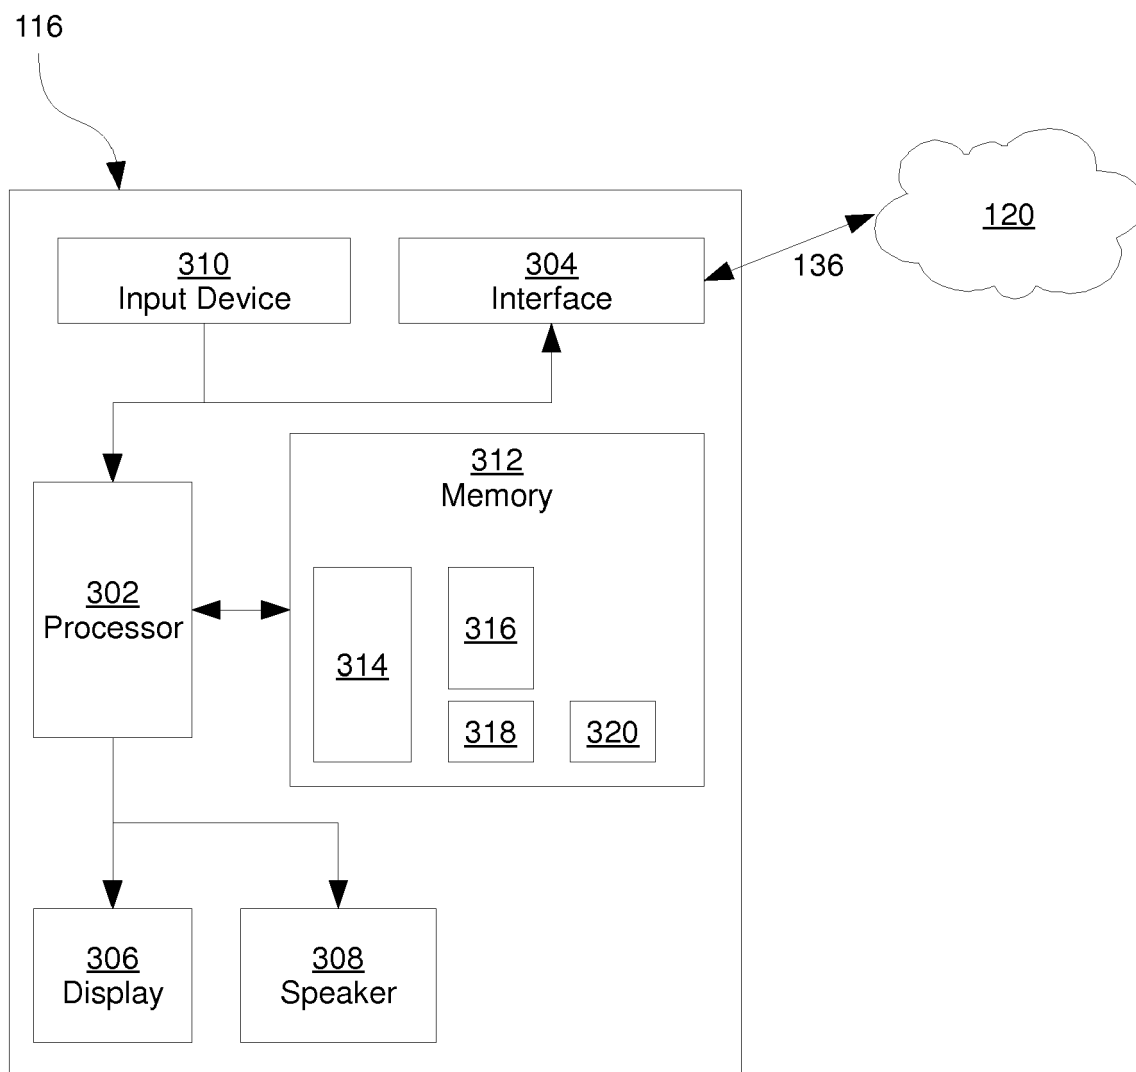 116
120
136
310
Input Device
304
Interface
312
Memory
302
Processor
314
316
318
320
306
Display
308
Speaker